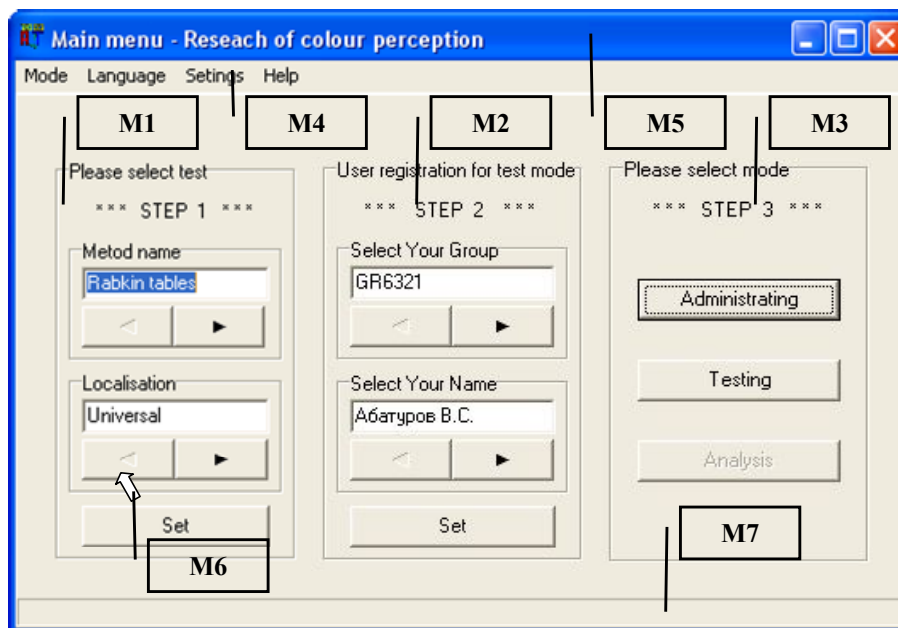 Main menu - Reseach of colour perception
Mode Language Setings Help
M1 M4 M2 M5 M3
Please select test
*** STEP 1 ***
Metod name
Rabkin tables
Localisation
Universal
Set
M6
User registration for test mode
*** STEP 2 ***
Select Your Group
GR6321
Select Your Name
Абатуров В.С.
Set
Please select mode
*** STEP 3 ***
Administrating
Testing
Analysis
M7